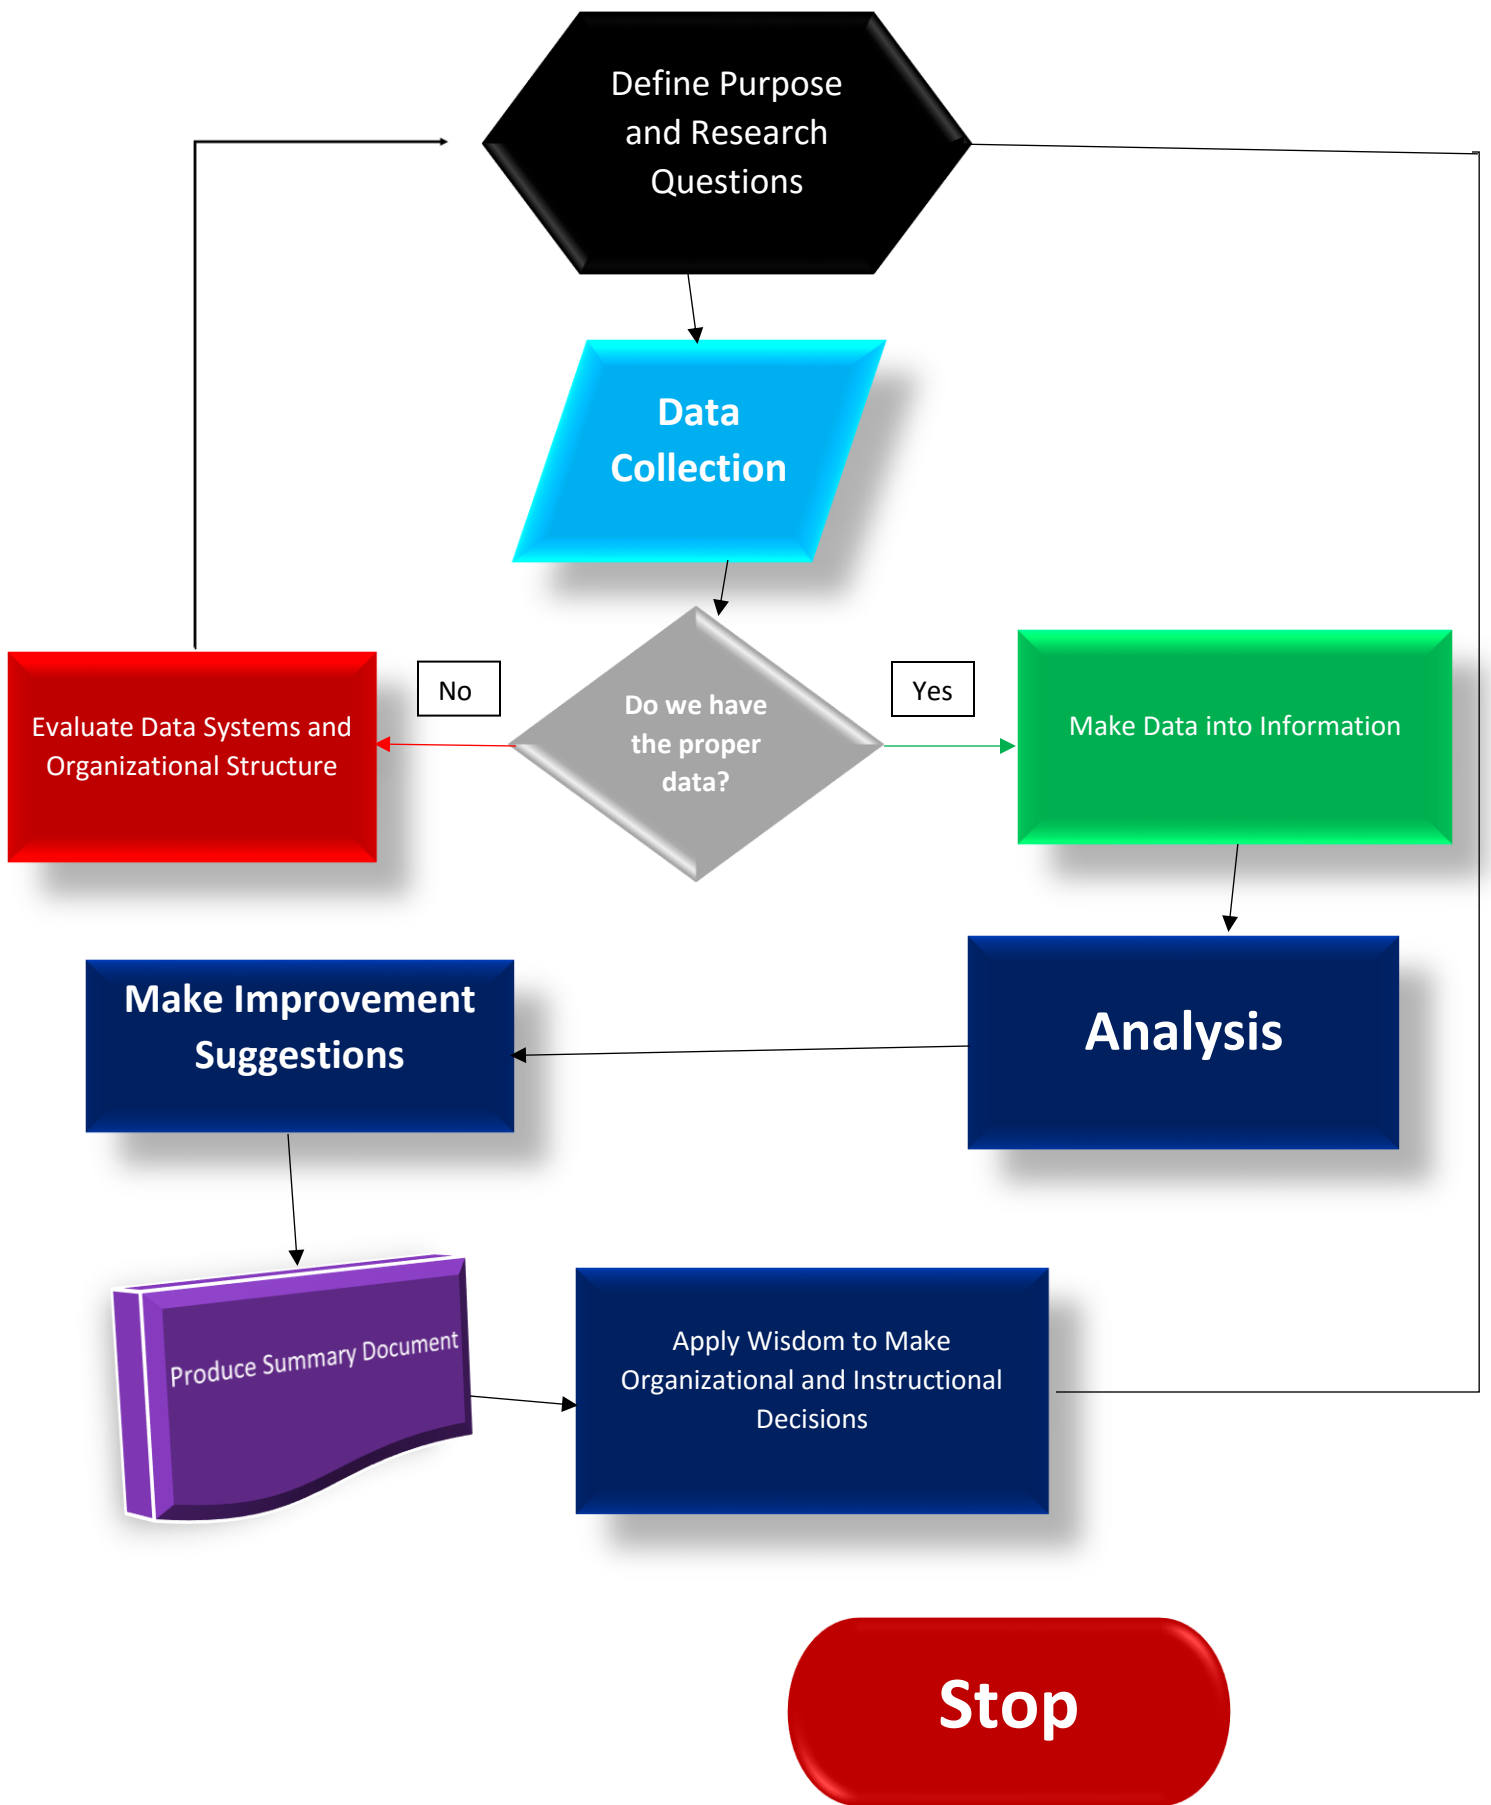 Define Purpose
and Research
Questions
Data
Collection
No
Yes
Do we have
the proper
data?
Evaluate Data Systems and
Organizational Structure
Make Data into Information
Make Improvement
Suggestions
Analysis
Produce Summary Document
Apply Wisdom to Make
Organizational and Instructional
Decisions
Stop